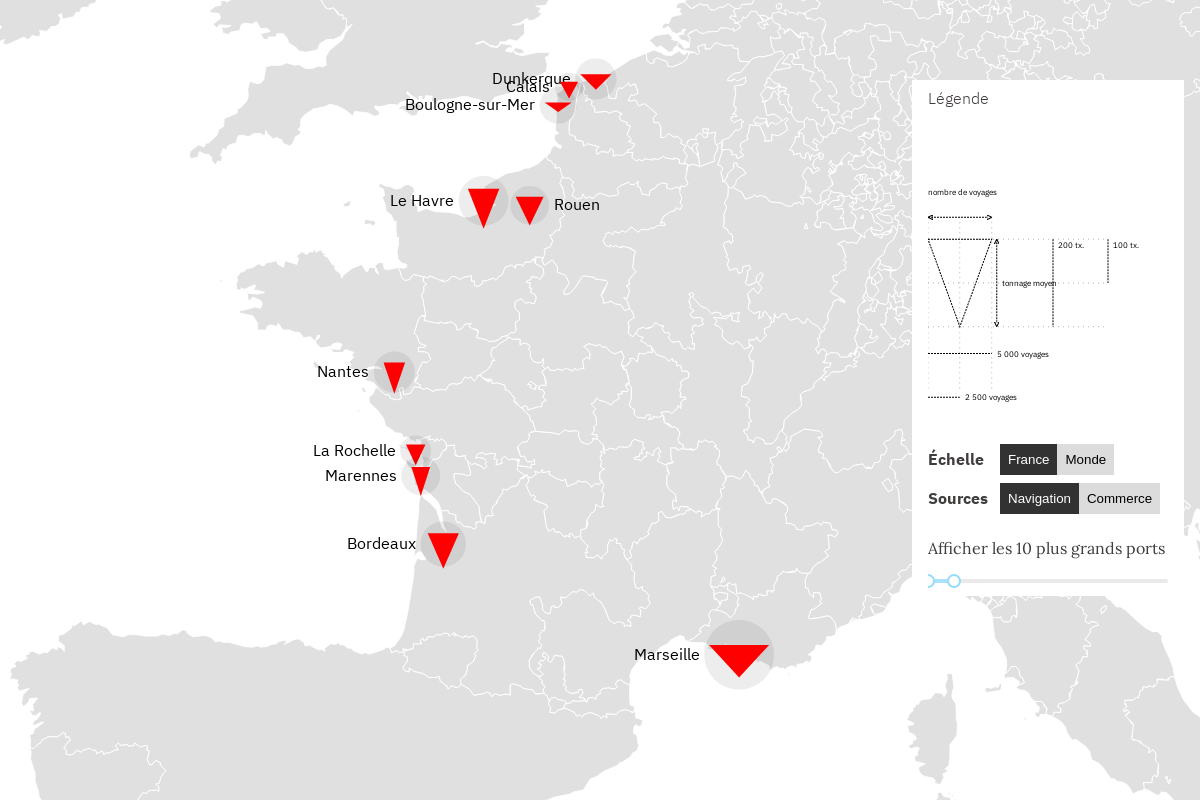 Dunkerque
Calais
Boulogne-sur-Mer
Le Havre
Rouen
Nantes
La Rochelle
Marennes
Bordeaux
Marseille
Légende
nombre de voyages
200 tx.
100 tx.
tonnage moyen
5 000 voyages
2 500 voyages
Échelle France Monde
Sources Navigation Commerce
Afficher les 10 plus grands ports